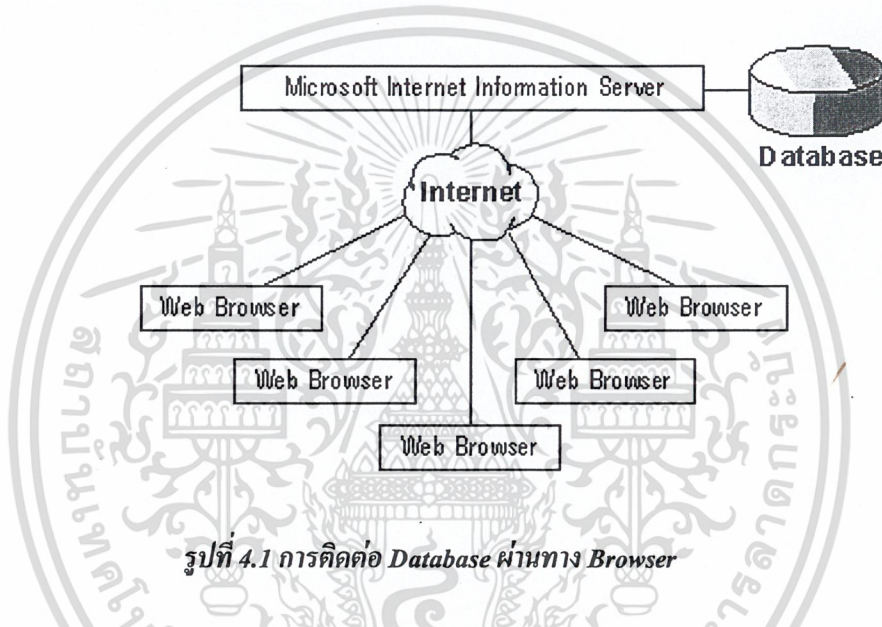 Microsoft Internet Information Server
Database
Internet
Web Browser
Web Browser
Web Browser
Web Browser
Web Browser
รูปที่ 4.1 การติดต่อ Database ผ่านทาง Browser